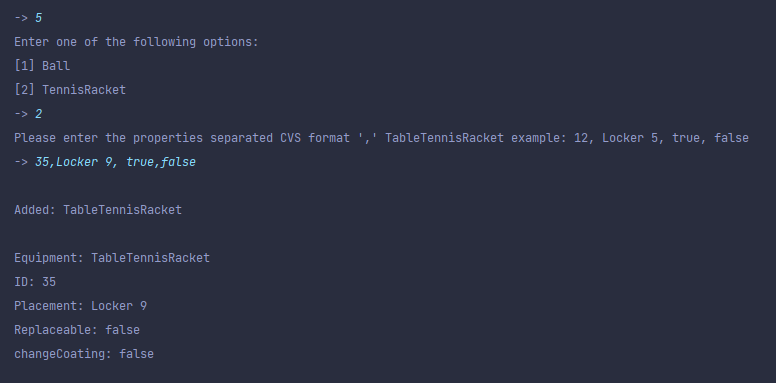 -> 5
Enter one of the following options:
[1] Ball
[2] TennisRacket
-> 2
Please enter the properties separated CVS format ',' TableTennisRacket example: 12, Locker 5, true, false
-> 35,Locker 9, true,false
Added: TableTennisRacket
Equipment: TableTennisRacket
ID: 35
Placement: Locker 9
Replaceable: false
changeCoating: false